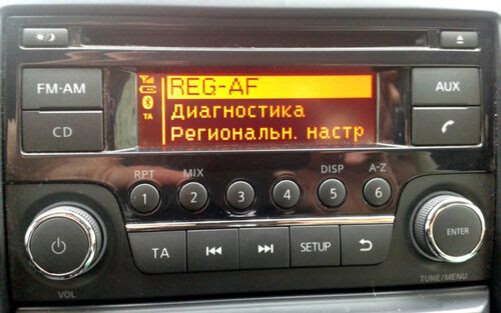 FM-AM
CD
TA
REG-AF
Диагностика
Региональн. настр
AUX
RPT
MIX
DISP
A-Z
1
2
3
4
5
6
TA
SETUP
ENTER
VOL
TUNE/MENU